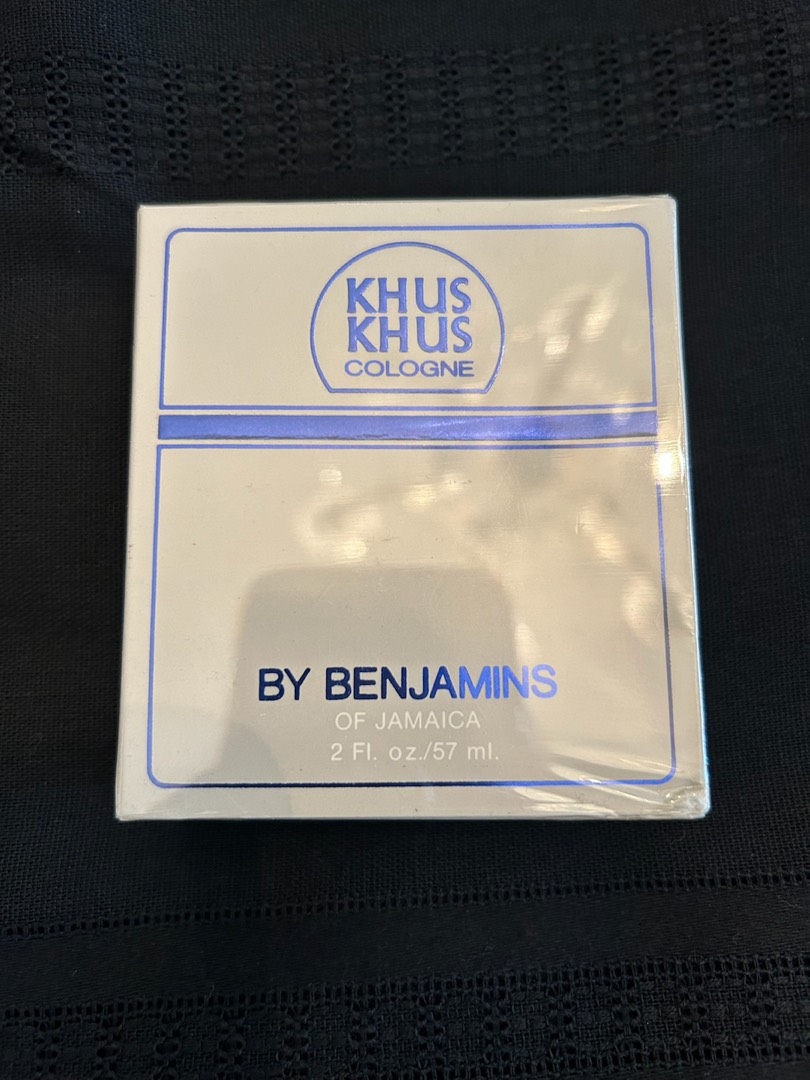 KHUS
KHUS
COLOGNE
BY BENJAMINS
OF JAMAICA
2 Fl. oz./57 ml.